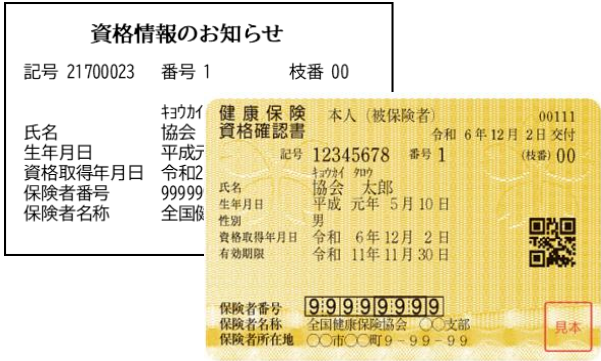 資格情報のお知らせ
記号 21700023 番号 1 枝番 00
ｷｮｳｶｲ
氏名 協会
生年月日 平成元
資格取得年月日 令和2
保険者番号 99999
保険者名称 全国健
健康保険 本人（被保険者） 00111
資格確認書 令和 6年12月 2日 交付
記号 12345678 番号 1 （枝番）00
ｷｮｳｶｲ ﾀﾛｳ
氏名 協会 太郎
生年月日 平成 元年 5月10日
性別 男
資格取得年月日 令和 6年12月 2日
有効期限 令和 11年11月30日
保険者番号 99999999
保険者名称 全国健康保険協会 〇〇支部
保険者所在地 〇〇市〇〇町9-99-99
見本